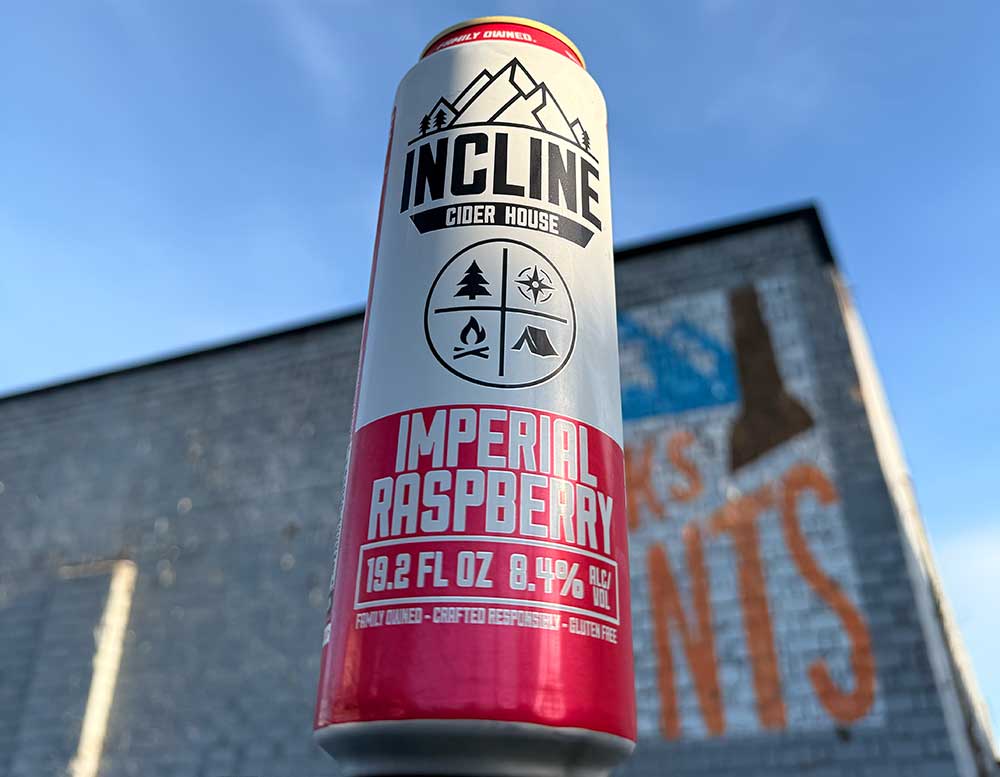 FAMILY OWNED.
INCLINE
CIDER HOUSE
IMPERIAL
RASPBERRY
19.2 FL OZ 8.4% ALC/
VOL
FAMILY OWNED - CRAFTED RESPONSIBLY - GLUTEN FREE